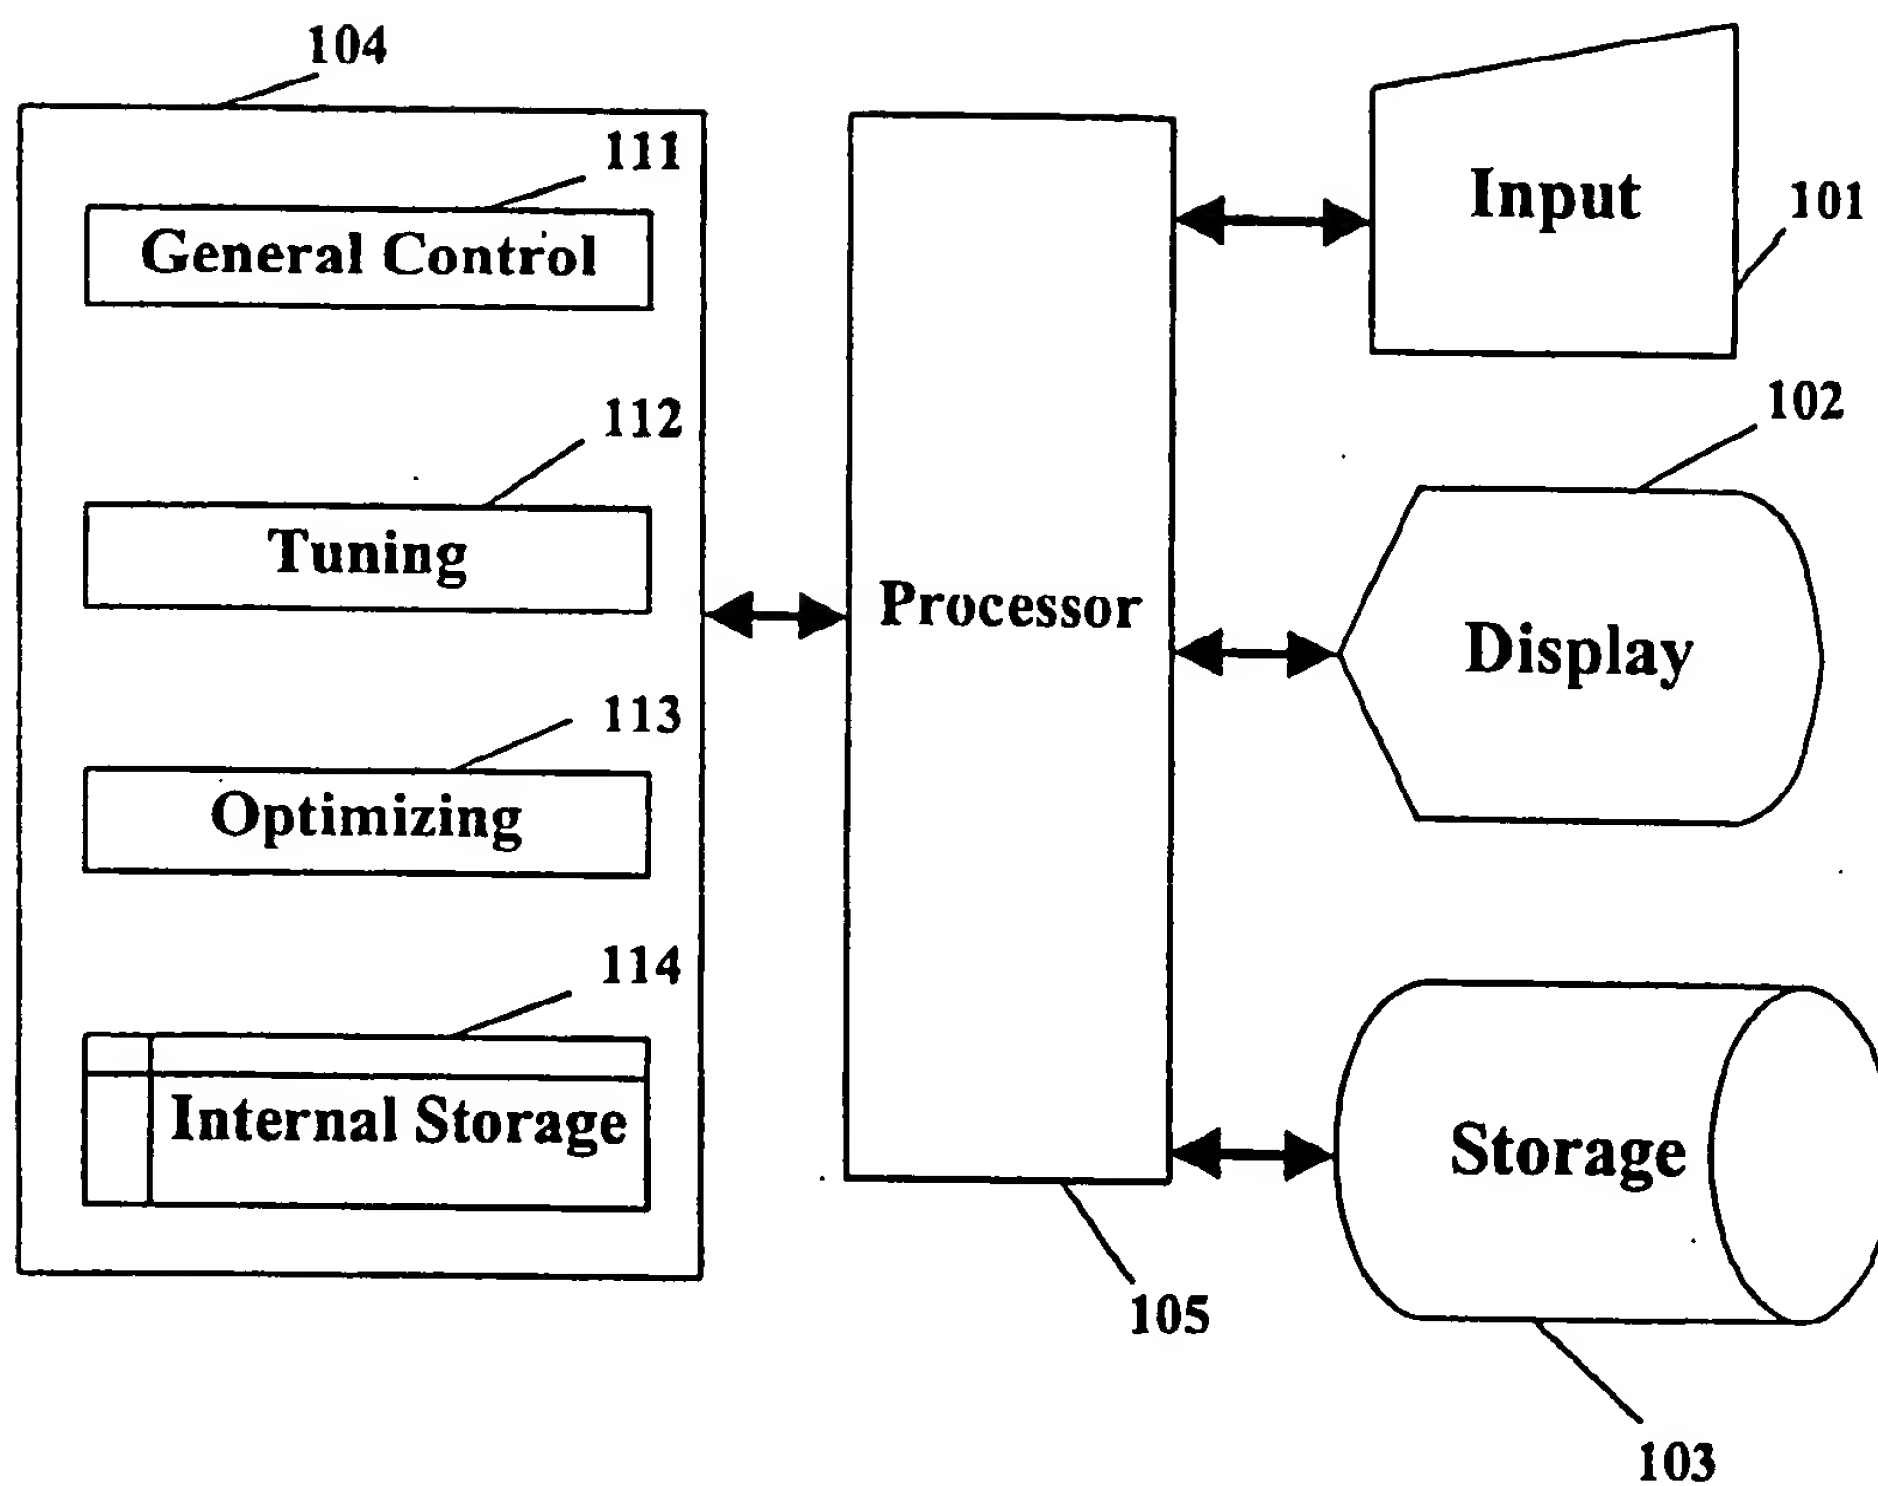 104
111
General Control
112
Tuning
113
Optimizing
114
Internal Storage
Processor
105
Input
101
102
Display
Storage
103